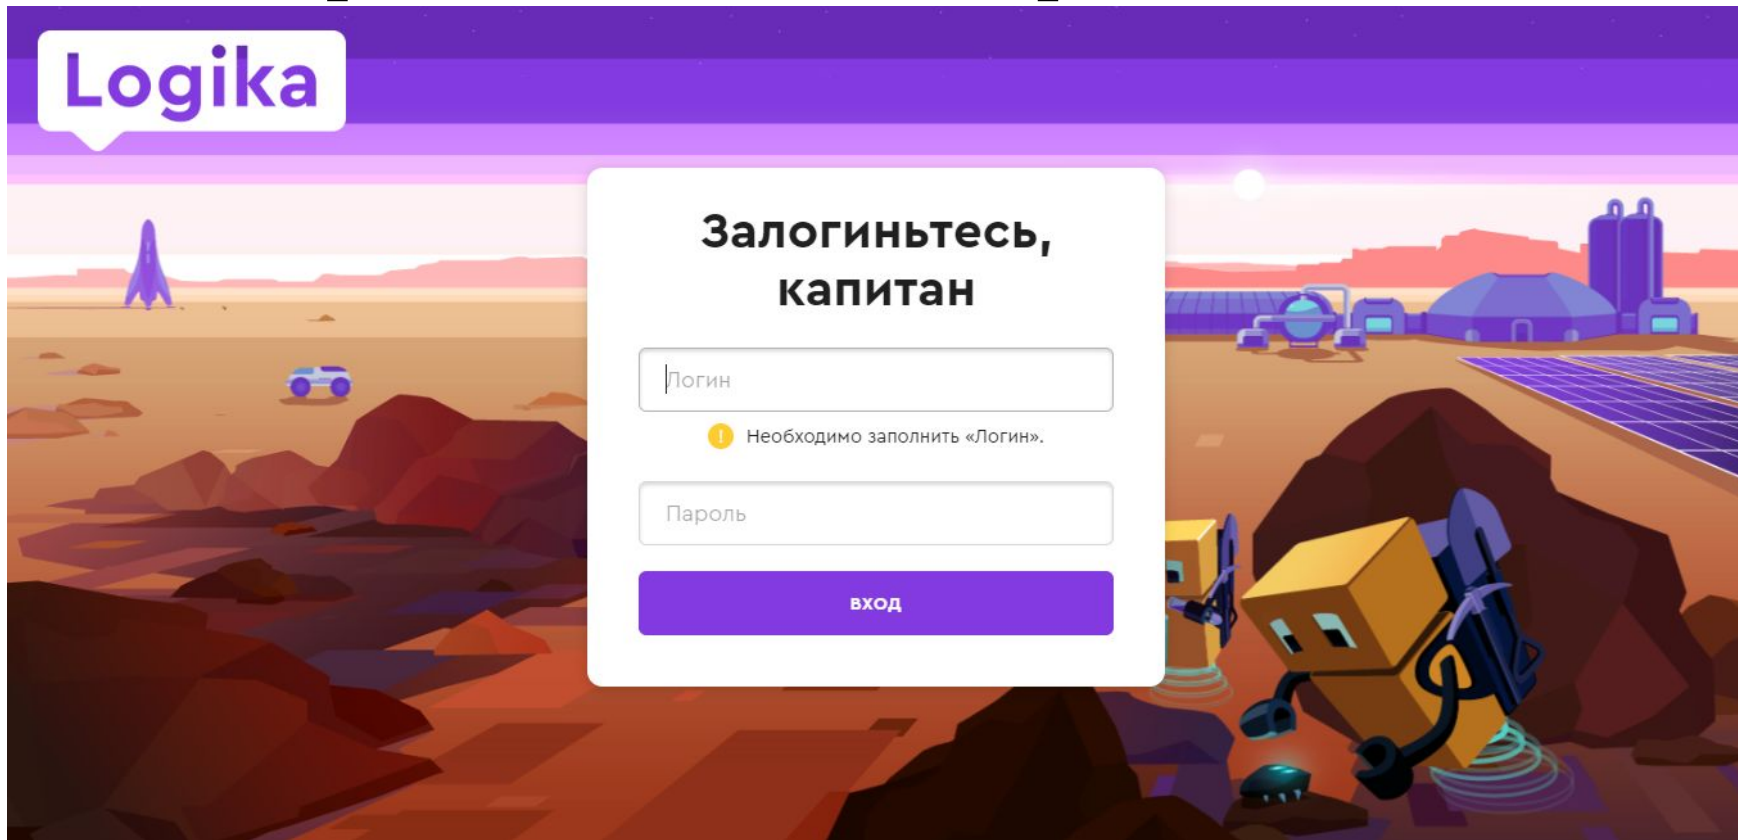 Logika
Залогиньтесь,
капитан
Логин
! Необходимо заполнить «Логин».
Пароль
вход